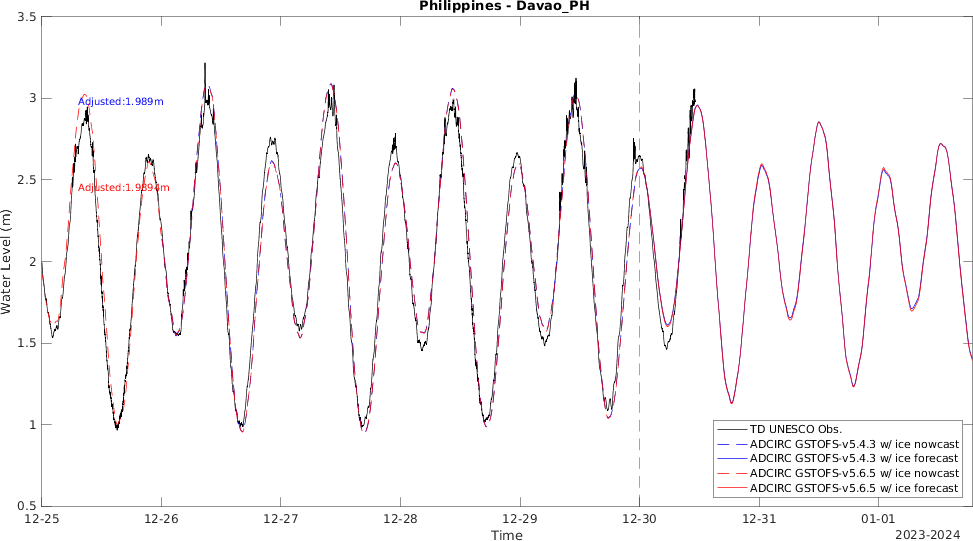 Philippines - Davao_PH
3.5
3
2.5
2
1.5
1
0.5
Water Level (m)
Adjusted:1.989m
Adjusted:1.9894m
TD UNESCO Obs.
ADCIRC GSTOFS-v5.4.3 w/ ice nowcast
ADCIRC GSTOFS-v5.4.3 w/ ice forecast
ADCIRC GSTOFS-v5.6.5 w/ ice nowcast
ADCIRC GSTOFS-v5.6.5 w/ ice forecast
12-25 12-26 12-27 12-28 12-29 12-30 12-31 01-01
Time
2023-2024